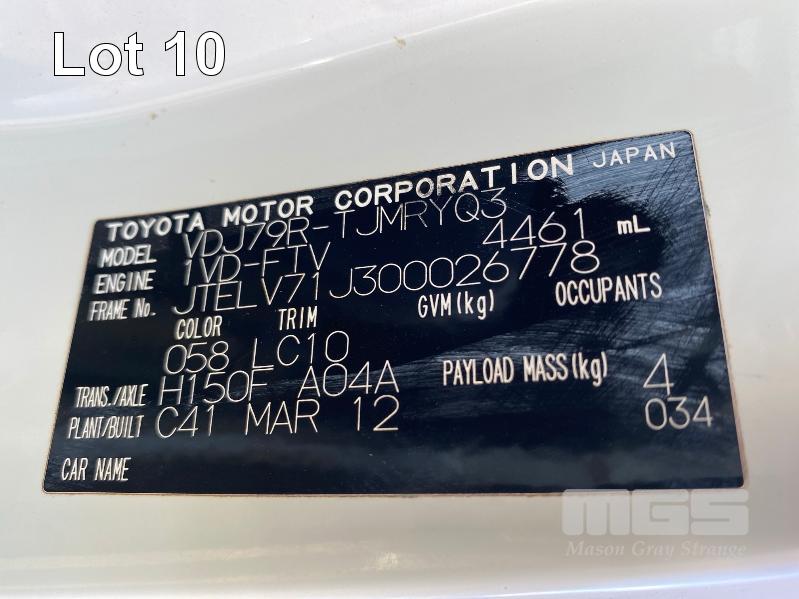 Lot 10
TOYOTA MOTOR CORPORATION JAPAN
MODEL VDJ79R-TJMRYQ3
ENGINE 1VD-FTV 4461 mL
FRAME No. JTELV71J300026778
COLOR TRIM GVM(kg) OCCUPANTS
058 LC10
TRANS./AXLE H150F A04A PAYLOAD MASS(kg) 4
PLANT/BUILT C41 MAR 12 034
CAR NAME
MGS
Mason Gray Strange